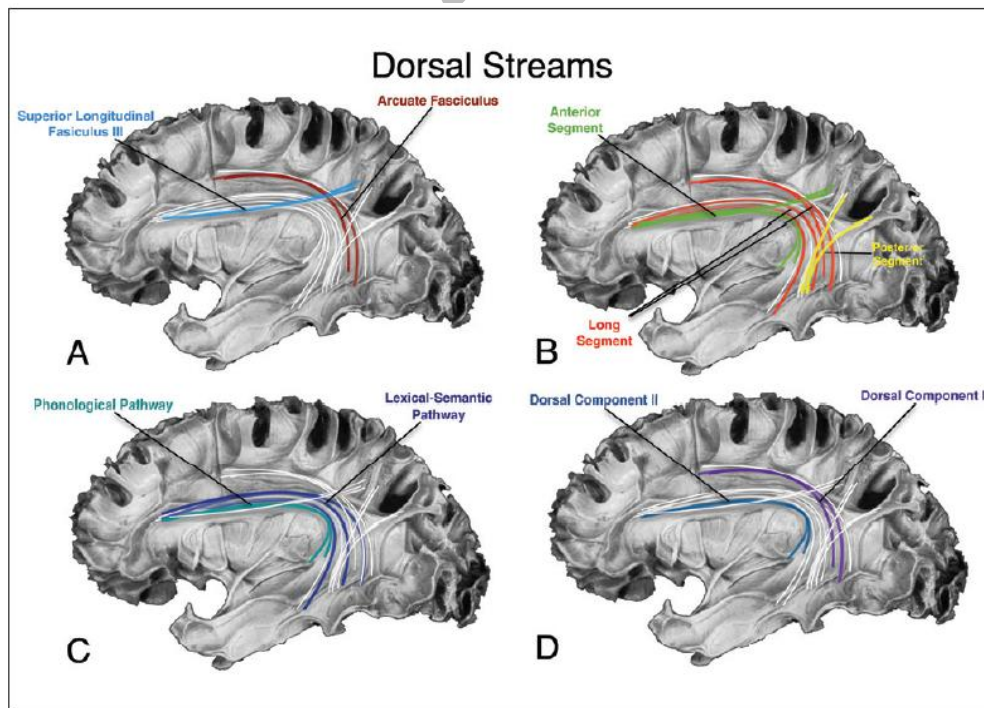 Dorsal Streams
Superior Longitudinal
Fasiculus III
Arcuate Fasciculus
A
Anterior
Segment
Posterior
Segment
Long
Segment
B
Phonological Pathway
Lexical-Semantic
Pathway
C
Dorsal Component II
Dorsal Component I
D